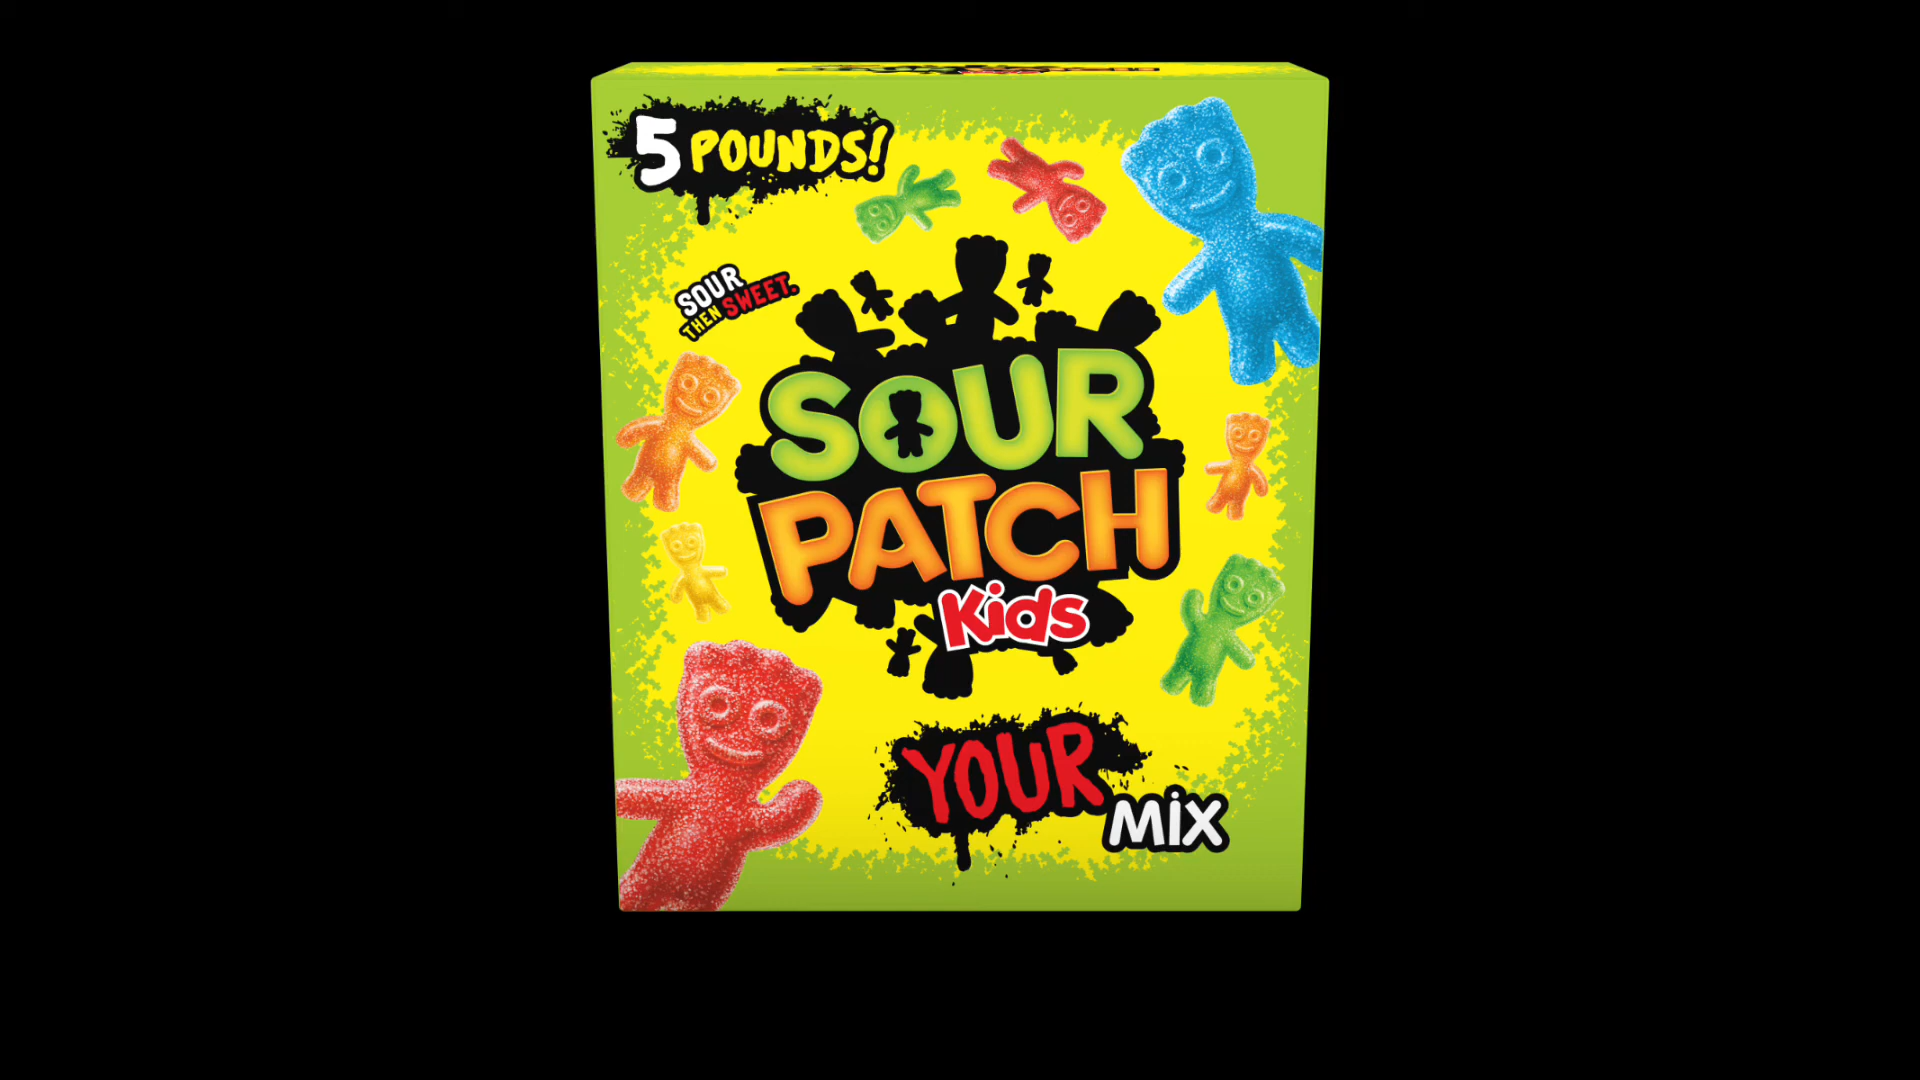 5 POUNDS!
SOUR
THEN SWEET.
SOUR
PATCH
Kids
YOUR
MIX